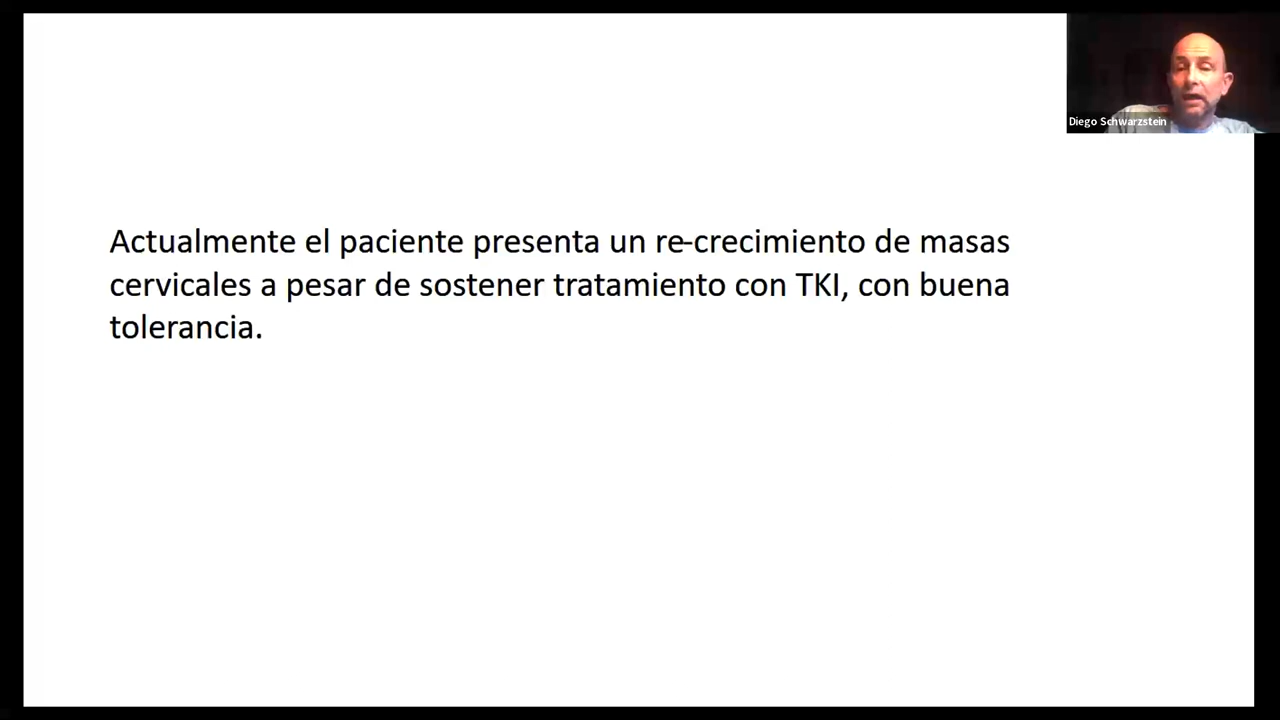 Diego Schwarzstein
Actualmente el paciente presenta un re-crecimiento de masas
cervicales a pesar de sostener tratamiento con TKI, con buena
tolerancia.